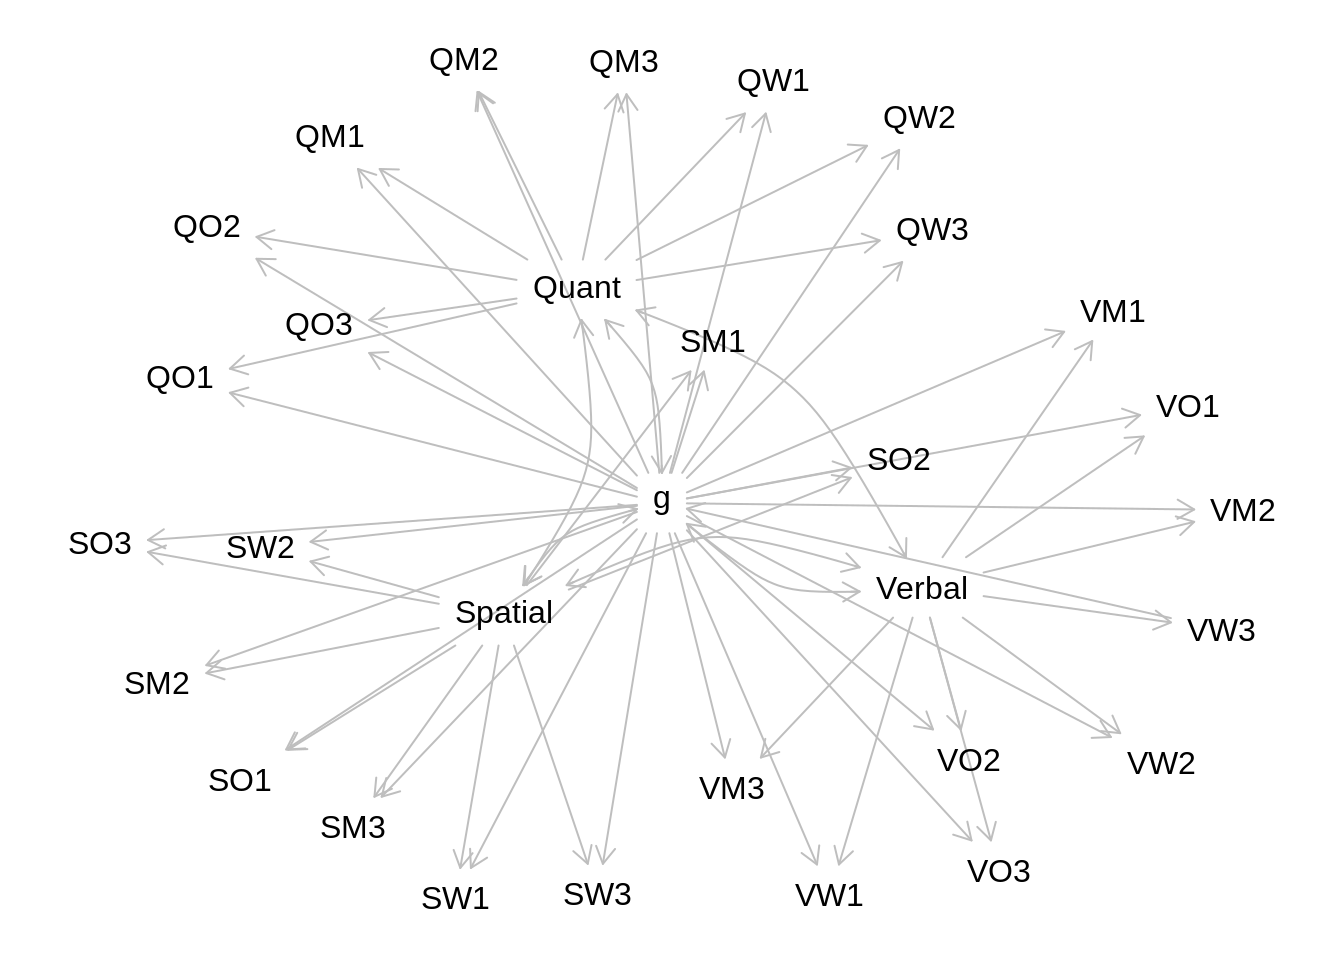 QM2
QM3
QW1
QW2
QM1
QO2
QW3
Quant
VM1
QO3
SM1
QO1
VO1
SO2
g
VM2
SO3
SW2
Verbal
Spatial
VW3
SM2
VO2
VW2
SO1
VM3
SM3
VO3
SW3
VW1
SW1